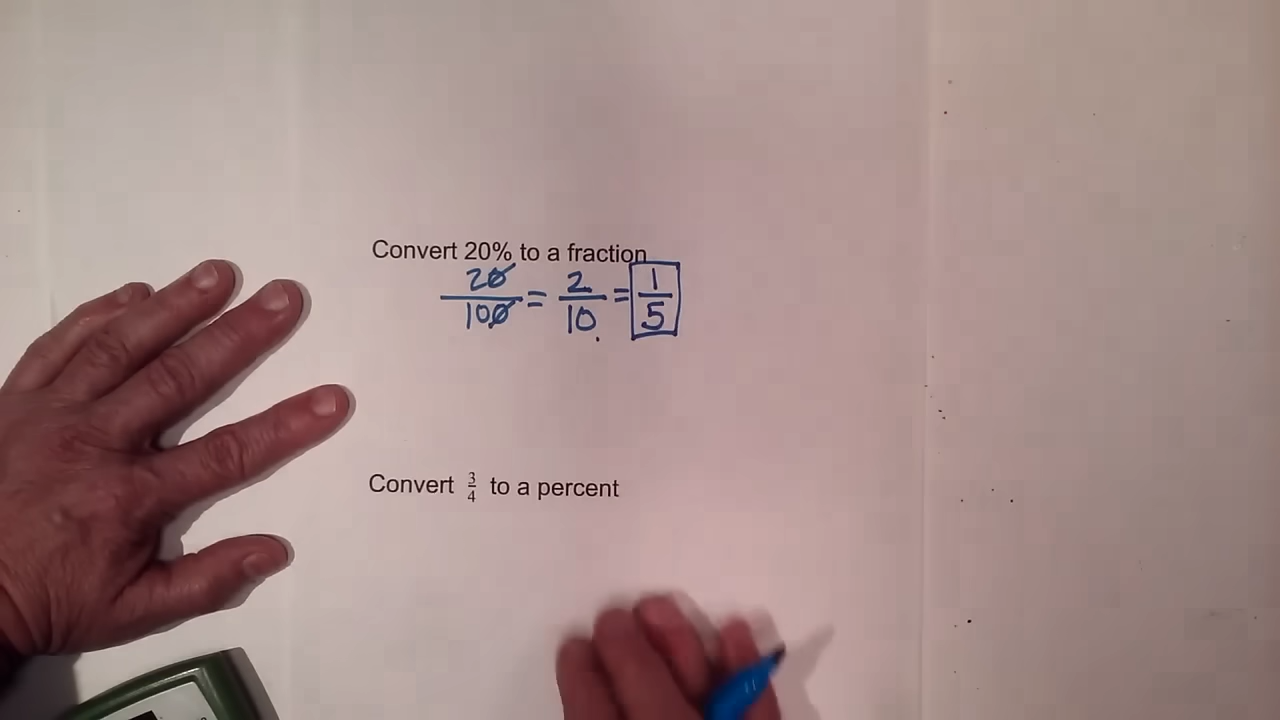 Convert 20% to a fraction
20/100 = 2/10 = 1/5
Convert 3/4 to a percent